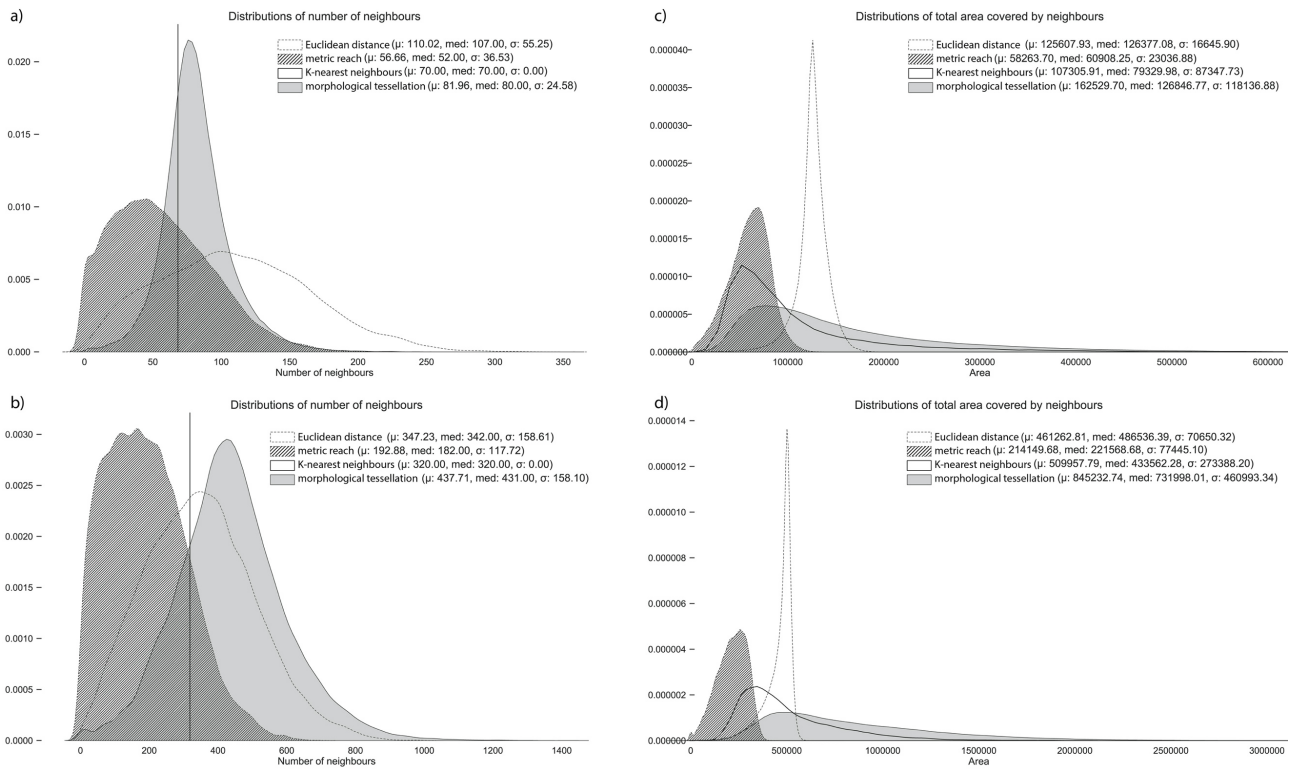 a)
Distributions of number of neighbours
Euclidean distance (μ: 110.02, med: 107.00, σ: 55.25)
metric reach (μ: 56.66, med: 52.00, σ: 36.53)
K-nearest neighbours (μ: 70.00, med: 70.00, σ: 0.00)
morphological tessellation (μ: 81.96, med: 80.00, σ: 24.58)
0.020
0.015
0.010
0.005
0.000
0 50 100 150 200 250 300 350
Number of neighbours
c)
Distributions of total area covered by neighbours
Euclidean distance (μ: 125607.93, med: 126377.08, σ: 16645.90)
metric reach (μ: 58263.70, med: 60908.25, σ: 23036.88)
K-nearest neighbours (μ: 107305.91, med: 79329.98, σ: 87347.73)
morphological tessellation (μ: 162529.70, med: 126846.77, σ: 118136.88)
0.000040
0.000035
0.000030
0.000025
0.000020
0.000015
0.000010
0.000005
0.000000
0 100000 200000 300000 400000 500000 600000
Area
b)
Distributions of number of neighbours
Euclidean distance (μ: 347.23, med: 342.00, σ: 158.61)
metric reach (μ: 192.88, med: 182.00, σ: 117.72)
K-nearest neighbours (μ: 320.00, med: 320.00, σ: 0.00)
morphological tessellation (μ: 437.71, med: 431.00, σ: 158.10)
0.0030
0.0025
0.0020
0.0015
0.0010
0.0005
0.0000
0 200 400 600 800 1000 1200 1400
Number of neighbours
d)
Distributions of total area covered by neighbours
Euclidean distance (μ: 461262.81, med: 486536.39, σ: 70650.32)
metric reach (μ: 214149.68, med: 221568.68, σ: 77445.10)
K-nearest neighbours (μ: 509957.79, med: 433562.28, σ: 273388.20)
morphological tessellation (μ: 845232.74, med: 731998.01, σ: 460993.34)
0.000014
0.000012
0.000010
0.000008
0.000006
0.000004
0.000002
0.000000
0 500000 1000000 1500000 2000000 2500000 3000000
Area